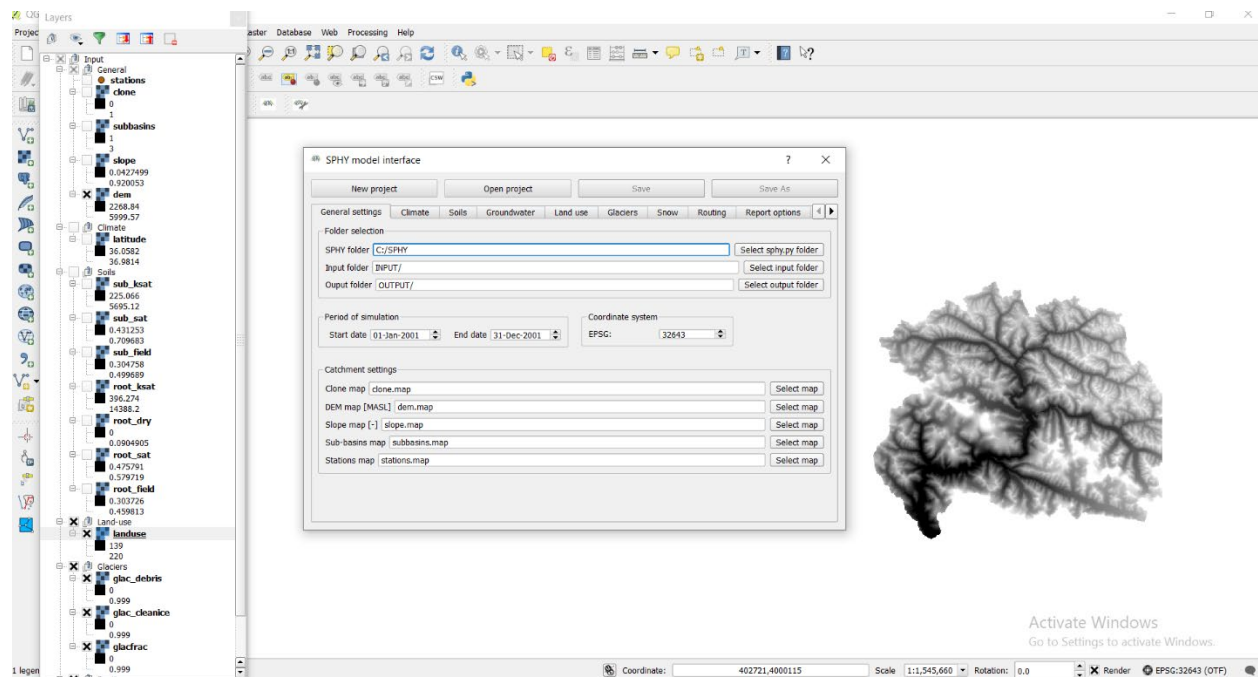 QG
Layers
Projec
aster Database Web Processing Help
CSW
Input
General
stations
clone
0
1
subbasins
1
3
slope
0.0427499
0.920053
dem
2268.84
5999.57
Climate
latitude
36.0582
36.9814
Soils
sub_ksat
225.066
5695.12
sub_sat
0.431253
0.709683
sub_field
0.304758
0.499689
root_ksat
396.274
14388.2
root_dry
0
0.0904905
root_sat
0.475791
0.579719
root_field
0.303726
0.459813
Land-use
landuse
139
220
Glaciers
glac_debris
0
0.999
glac_cleanice
0
0.999
glacfrac
0
0.999
SPHY model interface ? X
New project Open project Save Save As
General settings Climate Soils Groundwater Land use Glaciers Snow Routing Report options
Folder selection
SPHY folder C:/SPHY Select sphy.py folder
Input folder INPUT/ Select input folder
Ouput folder OUTPUT/ Select output folder
Period of simulation Coordinate system
Start date 01-Jan-2001 End date 31-Dec-2001 EPSG: 32643
Catchment settings
Clone map clone.map Select map
DEM map [MASL] dem.map Select map
Slope map [-] slope.map Select map
Sub-basins map subbasins.map Select map
Stations map stations.map Select map
Activate Windows
Go to Settings to activate Windows.
1 legen Coordinate: 402721,4000115 Scale 1:1,545,660 Rotation: 0.0 Render EPSG:32643 (OTF)